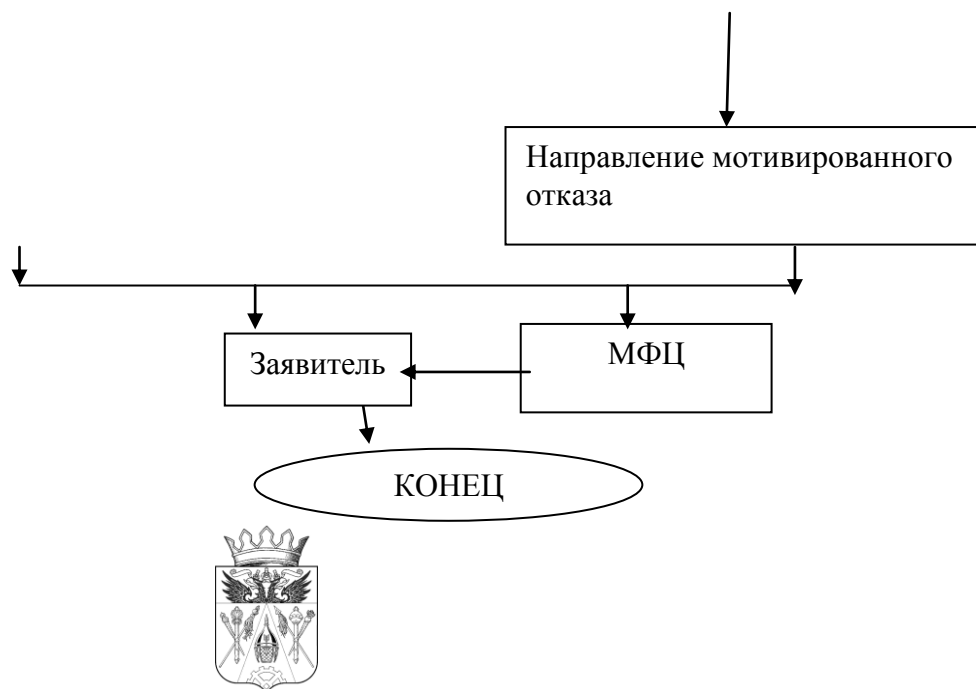 Направление мотивированного
отказа
Заявитель
МФЦ
КОНЕЦ